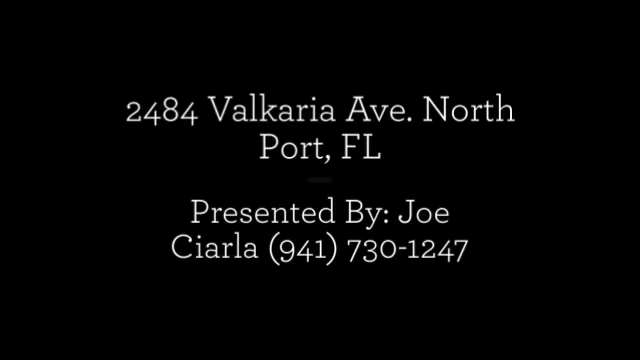 2484 Valkaria Ave. North
Port, FL
Presented By: Joe
Ciarla (941) 730-1247